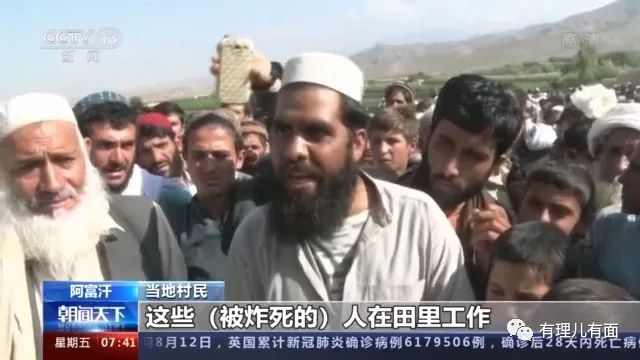 CCTV 13
新闻
高清
阿富汗
当地村民
朝闻天下
这些（被炸死的）人在田里工作
有理儿有面
星期五 07:41
8月12日，英国累计新冠肺炎确诊病例6179506例，确诊后28天内死亡病